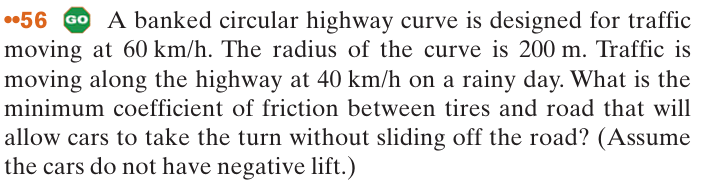 ••56 GO A banked circular highway curve is designed for traffic
moving at 60 km/h. The radius of the curve is 200 m. Traffic is
moving along the highway at 40 km/h on a rainy day. What is the
minimum coefficient of friction between tires and road that will
allow cars to take the turn without sliding off the road? (Assume
the cars do not have negative lift.)